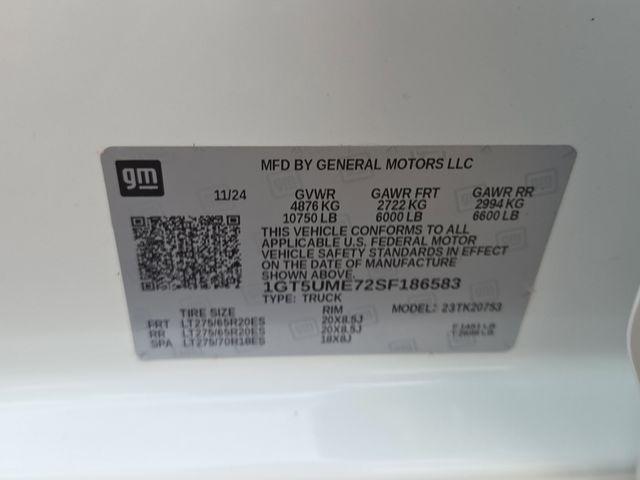 gm
MFD BY GENERAL MOTORS LLC
11/24 GVWR GAWR FRT GAWR RR
4876 KG 2722 KG 2994 KG
10750 LB 6000 LB 6600 LB
THIS VEHICLE CONFORMS TO ALL
APPLICABLE U.S. FEDERAL MOTOR
VEHICLE SAFETY STANDARDS IN EFFECT
ON THE DATE OF MANUFACTURE
SHOWN ABOVE.
1GT5UME72SF186583
TYPE: TRUCK
TIRE SIZE RIM MODEL: 23TK20753
FRT LT275/65R20ES 20X8.5J
RR LT275/65R20ES 20X8.5J
SPA LT275/70R18ES 18X8J